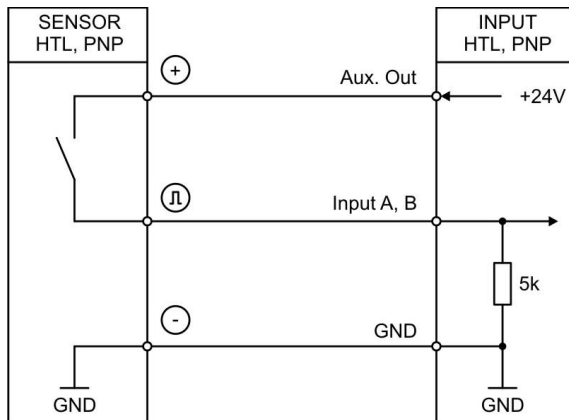 SENSOR
HTL, PNP
INPUT
HTL, PNP
+
Aux. Out
+24V
Input A, B
5k
-
GND
GND
GND